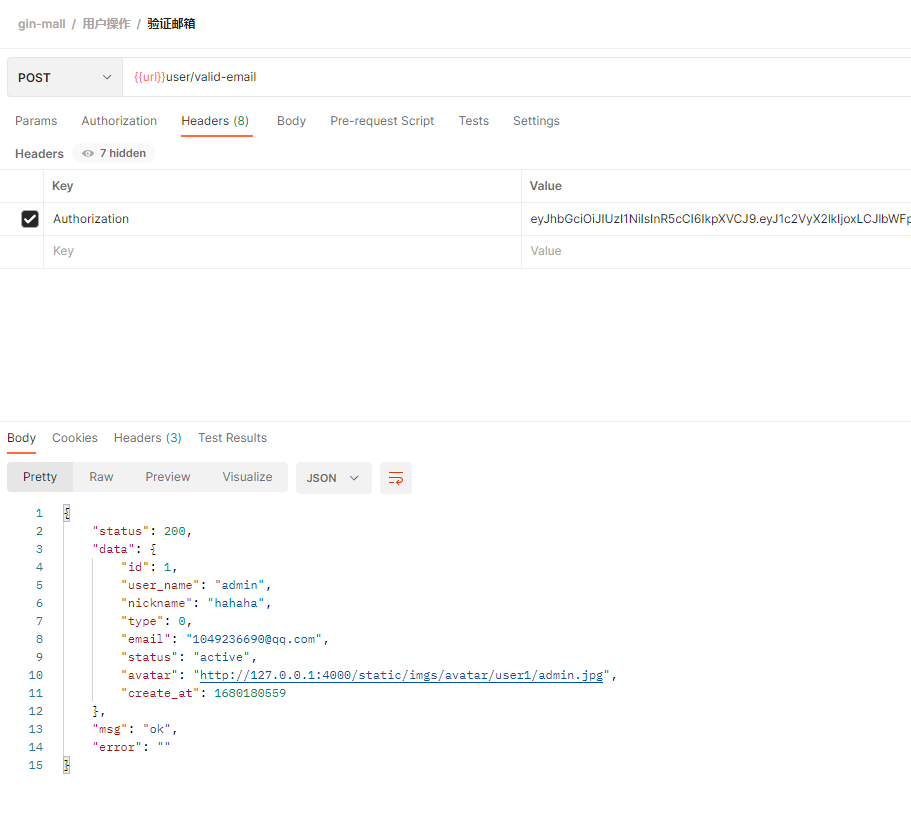 gin-mall / 用户操作 / 验证邮箱
POST {{url}}user/valid-email
Params Authorization Headers (8) Body Pre-request Script Tests Settings
Headers 7 hidden
Key Value
Authorization eyJhbGciOiJIUzI1NiIsInR5cCI6IkpXVCJ9.eyJ1c2VyX2lkIjoxLCJlbWFp
Key Value
Body Cookies Headers (3) Test Results
Pretty Raw Preview Visualize JSON
1 {
2 "status": 200,
3 "data": {
4 "id": 1,
5 "user_name": "admin",
6 "nickname": "hahaha",
7 "type": 0,
8 "email": "1049236690@qq.com",
9 "status": "active",
10 "avatar": "http://127.0.0.1:4000/static/imgs/avatar/user1/admin.jpg",
11 "create_at": 1680180559
12 },
13 "msg": "ok",
14 "error": ""
15 }